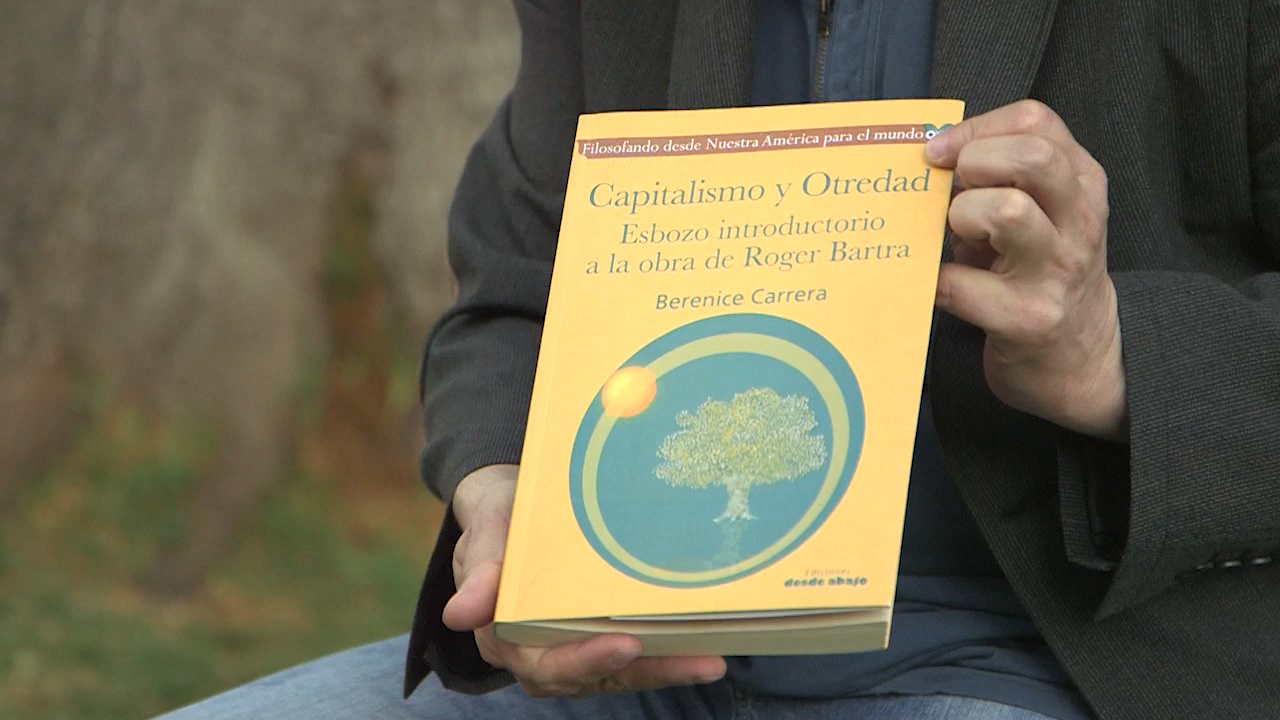 Filosofando desde Nuestra América para el mundo
Capitalismo y Otredad
Esbozo introductorio
a la obra de Roger Bartra
Berenice Carrera
Ediciones
desde abajo